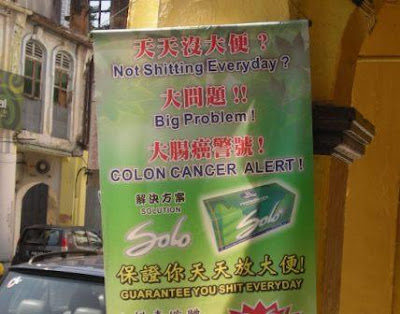 天天沒大便？
Not Shitting Everyday ?
大問題 !!
Big Problem !
大腸癌警號！
COLON CANCER ALERT !
解決方案
SOLUTION
Solo
Solo
保證你天天放大便!
GUARANTEE YOU SHIT EVERYDAY